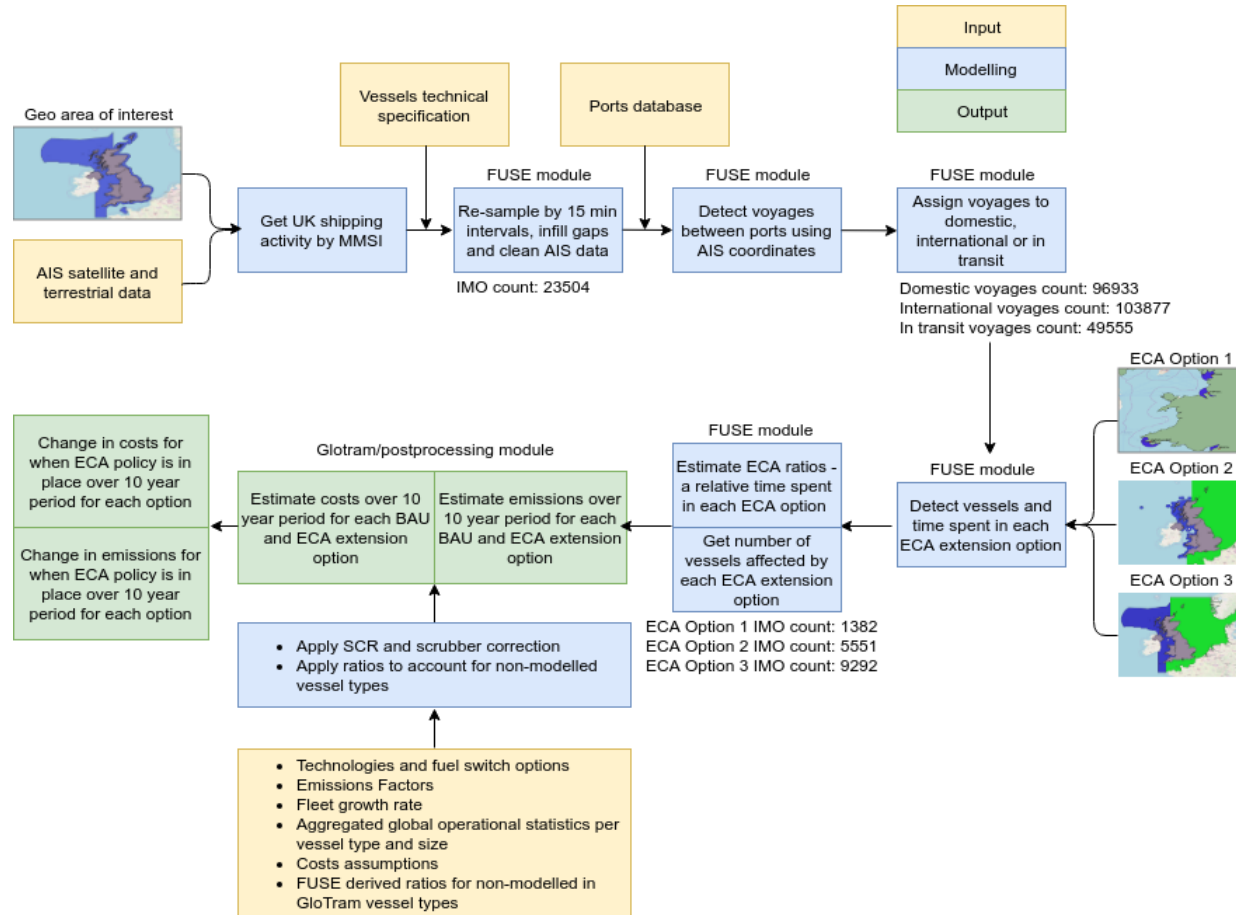 Input
Modelling
Output
Geo area of interest
AIS satellite and
terrestrial data
Vessels technical
specification
Ports database
Get UK shipping
activity by MMSI
FUSE module
Re-sample by 15 min
intervals, infill gaps
and clean AIS data
IMO count: 23504
FUSE module
Detect voyages
between ports using
AIS coordinates
FUSE module
Assign voyages to
domestic,
international or in
transit
Domestic voyages count: 96933
International voyages count: 103877
In transit voyages count: 49555
ECA Option 1
ECA Option 2
ECA Option 3
FUSE module
Detect vessels and
time spent in each
ECA extension option
FUSE module
Estimate ECA ratios -
a relative time spent
in each ECA option
Get number of
vessels affected by
each ECA extension
option
ECA Option 1 IMO count: 1382
ECA Option 2 IMO count: 5551
ECA Option 3 IMO count: 9292
Glotram/postprocessing module
Estimate costs over 10
year period for each BAU
and ECA extension
option
Estimate emissions over
10 year period for each
BAU and ECA extension
option
Change in costs for
when ECA policy is in
place over 10 year
period for each option
Change in emissions for
when ECA policy is in
place over 10 year
period for each option
• Apply SCR and scrubber correction
• Apply ratios to account for non-modelled
vessel types
• Technologies and fuel switch options
• Emissions Factors
• Fleet growth rate
• Aggregated global operational statistics per
vessel type and size
• Costs assumptions
• FUSE derived ratios for non-modelled in
GloTram vessel types